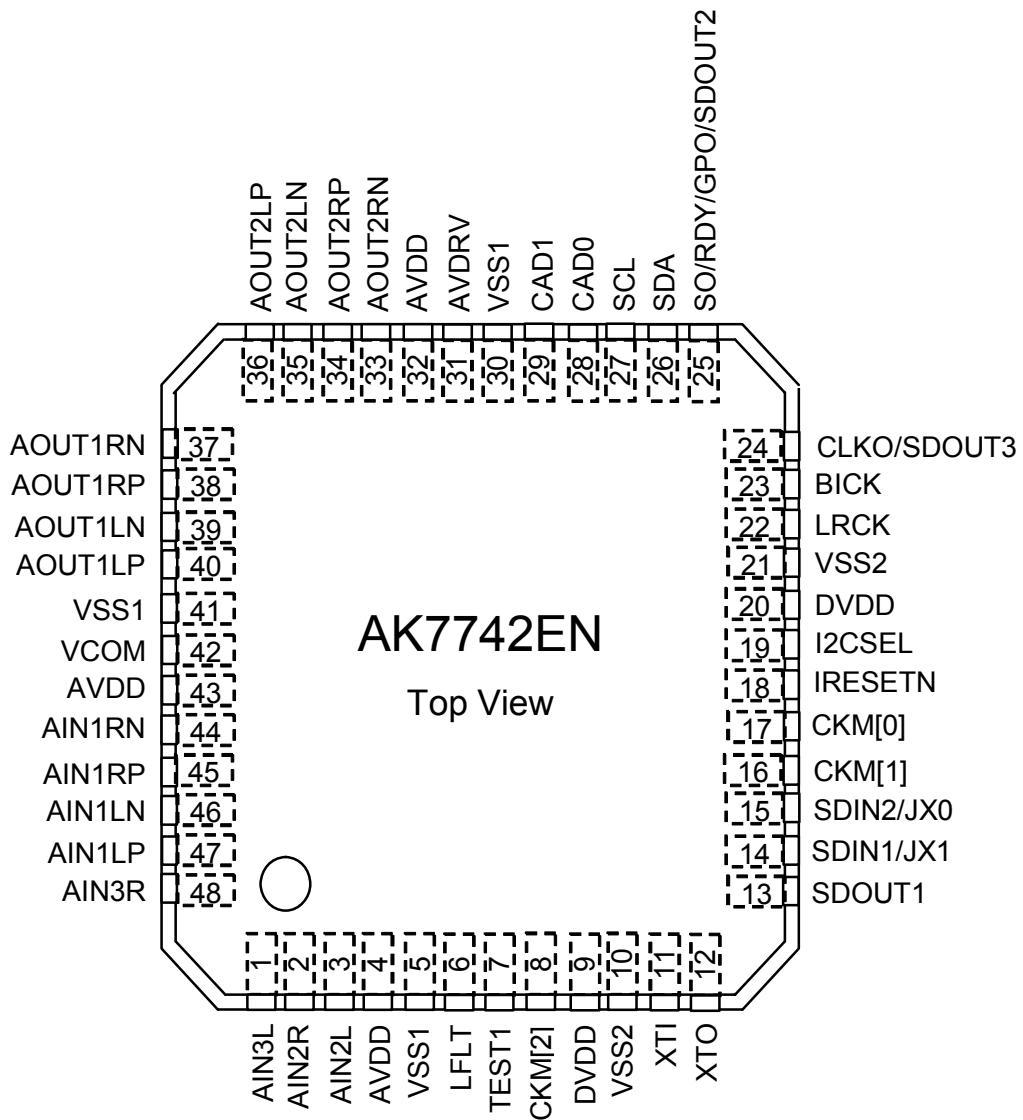 SO/RDY/GPO/SDOUT2
AOUT2LP
AOUT2LN
AOUT2RP
AOUT2RN
AVDD
AVDRV
VSS1
CAD1
CAD0
SCL
SDA
36
35
34
33
32
31
30
29
28
27
26
25
AOUT1RN 37
AOUT1RP 38
AOUT1LN 39
AOUT1LP 40
VSS1 41
VCOM 42
AVDD 43
AIN1RN 44
AIN1RP 45
AIN1LN 46
AIN1LP 47
AIN3R 48
AK7742EN
Top View
24 CLKO/SDOUT3
23 BICK
22 LRCK
21 VSS2
20 DVDD
19 I2CSEL
18 IRESETN
17 CKM[0]
16 CKM[1]
15 SDIN2/JX0
14 SDIN1/JX1
13 SDOUT1
1
2
3
4
5
6
7
8
9
10
11
12
AIN3L
AIN2R
AIN2L
AVDD
VSS1
LFLT
TEST1
CKM[2]
DVDD
VSS2
XTI
XTO